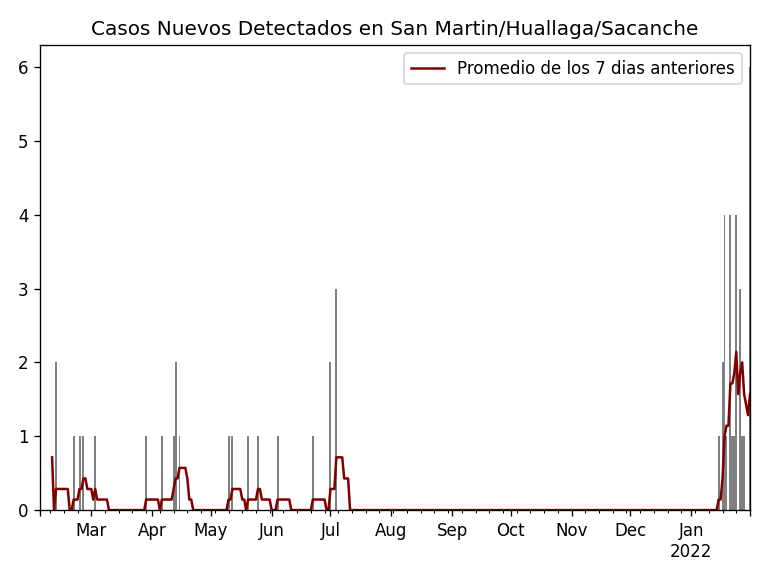 Casos Nuevos Detectados en San Martin/Huallaga/Sacanche
Promedio de los 7 dias anteriores
6
5
4
3
2
1
0
Mar Apr May Jun Jul Aug Sep Oct Nov Dec Jan
2022